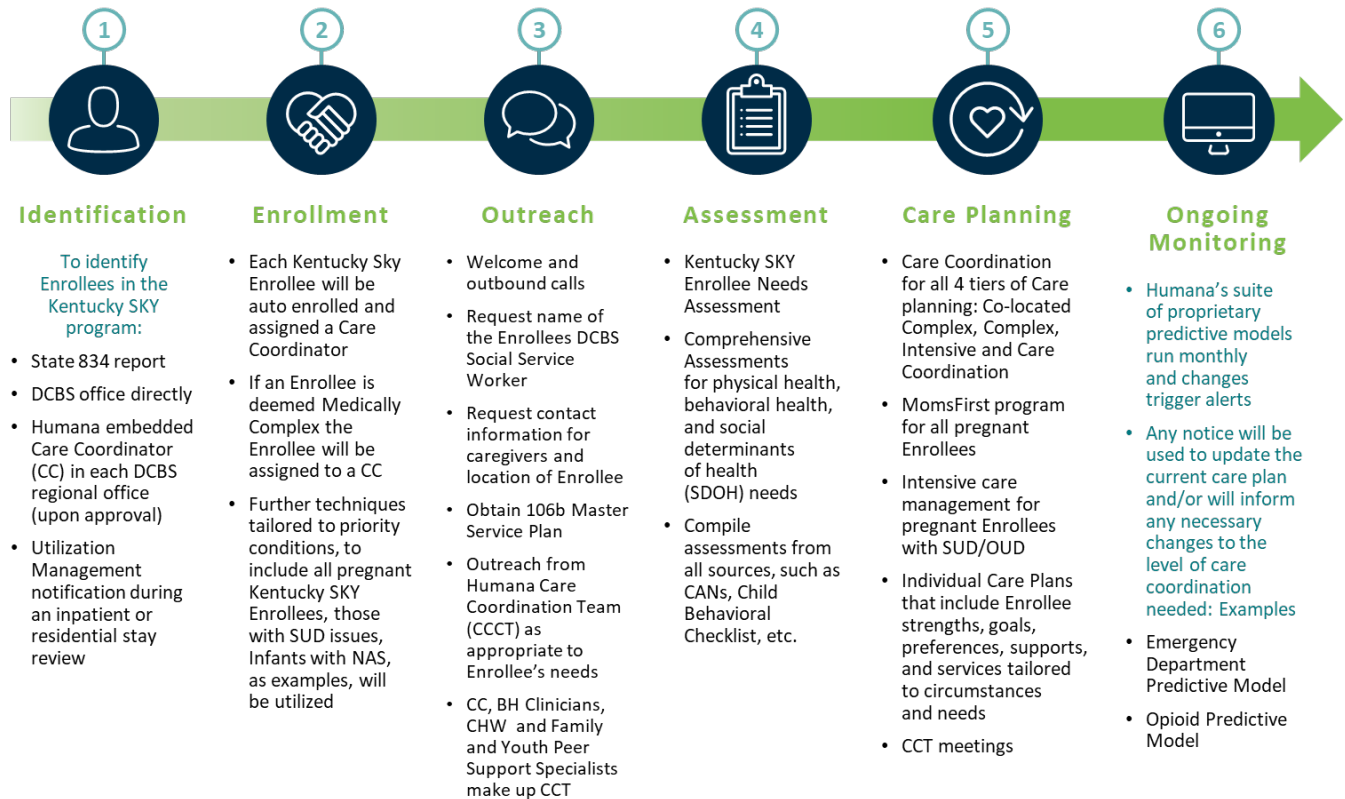 1
2
3
4
5
6
Identification
To identify
Enrollees in the
Kentucky SKY
program:
• State 834 report
• DCBS office directly
• Humana embedded
Care Coordinator
(CC) in each DCBS
regional office
(upon approval)
• Utilization
Management
notification during
an inpatient or
residential stay
review
Enrollment
• Each Kentucky Sky
Enrollee will be
auto enrolled and
assigned a Care
Coordinator
• If an Enrollee is
deemed Medically
Complex the
Enrollee will be
assigned to a CC
• Further techniques
tailored to priority
conditions, to
include all pregnant
Kentucky SKY
Enrollees, those
with SUD issues,
Infants with NAS,
as examples, will
be utilized
Outreach
• Welcome and
outbound calls
• Request name of
the Enrollees DCBS
Social Service
Worker
• Request contact
information for
caregivers and
location of Enrollee
• Obtain 106b Master
Service Plan
• Outreach from
Humana Care
Coordination Team
(CCCT) as
appropriate to
Enrollee’s needs
• CC, BH Clinicians,
CHW and Family
and Youth Peer
Support Specialists
make up CCT
Assessment
• Kentucky SKY
Enrollee Needs
Assessment
• Comprehensive
Assessments
for physical health,
behavioral health,
and social
determinants
of health
(SDOH) needs
• Compile
assessments from
all sources, such as
CANs, Child
Behavioral
Checklist, etc.
Care Planning
• Care Coordination
for all 4 tiers of Care
planning: Co-located
Complex, Complex,
Intensive and Care
Coordination
• MomsFirst program
for all pregnant
Enrollees
• Intensive care
management for
pregnant Enrollees
with SUD/OUD
• Individual Care Plans
that include Enrollee
strengths, goals,
preferences, supports,
and services tailored
to circumstances
and needs
• CCT meetings
Ongoing
Monitoring
• Humana’s suite
of proprietary
predictive models
run monthly
and changes
trigger alerts
• Any notice will be
used to update the
current care plan
and/or will inform
any necessary
changes to the
level of care
coordination
needed: Examples
• Emergency
Department
Predictive Model
• Opioid Predictive
Model